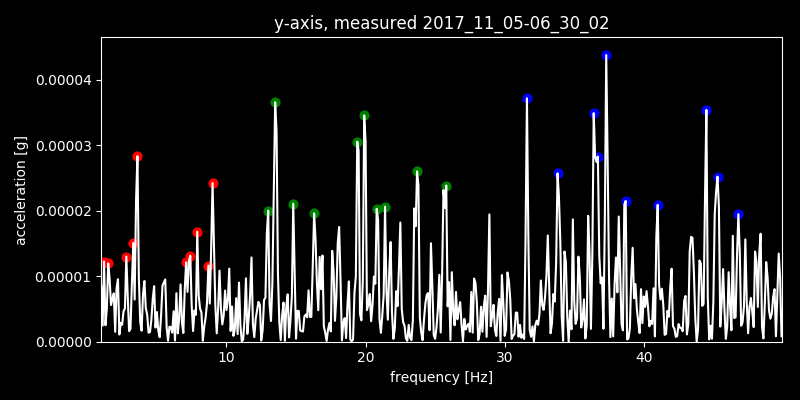 y-axis, measured 2017_11_05-06_30_02
acceleration [g]
0.00004
0.00003
0.00002
0.00001
0.00000
10 20 30 40
frequency [Hz]